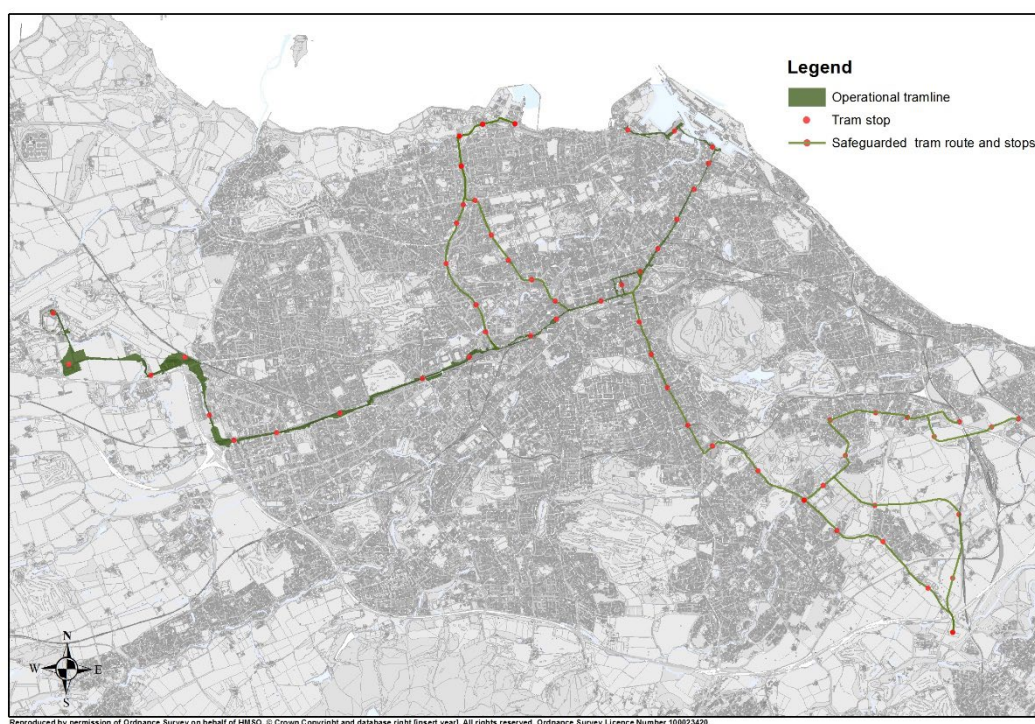 Legend
Operational tramline
Tram stop
Safeguarded tram route and stops
N
W E
S
Reproduced by permission of Ordnance Survey on behalf of HMSO. © Crown Copyright and database right [insert year]. All rights reserved. Ordnance Survey Licence Number 100023420